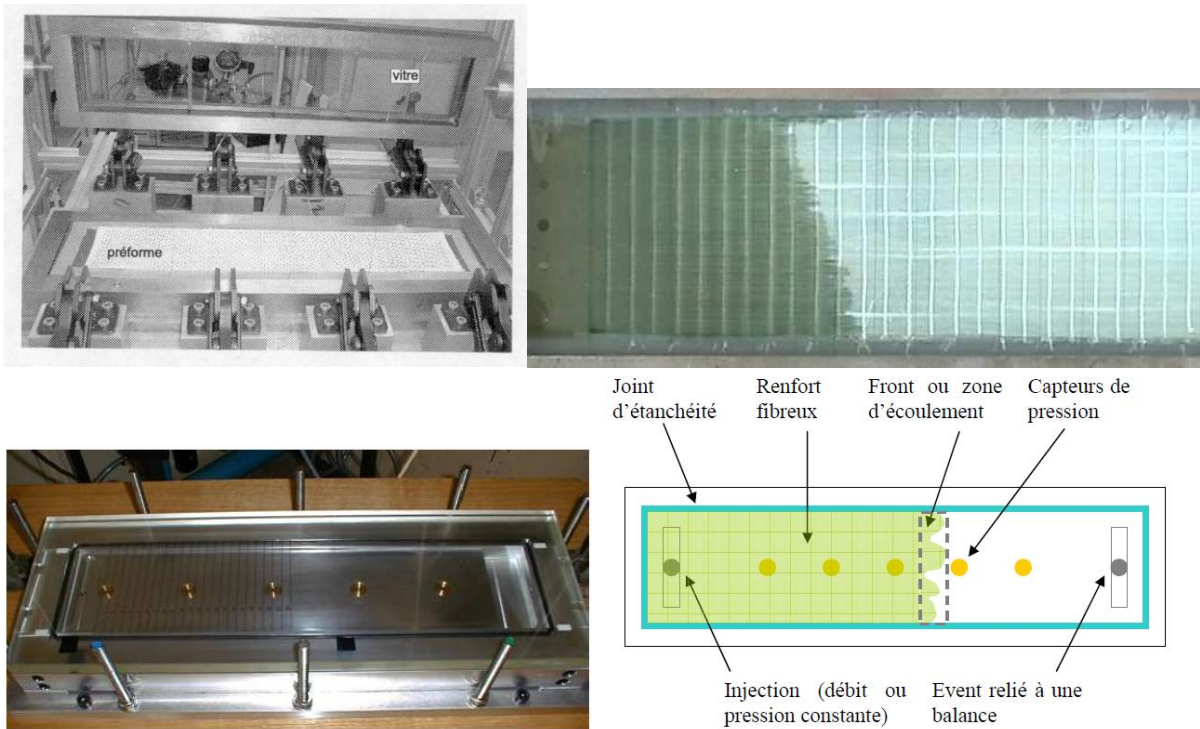 vitre
préforme
Joint d'étanchéité
Renfort fibreux
Front ou zone d'écoulement
Capteurs de pression
Injection (débit ou pression constante)
Event relié à une balance